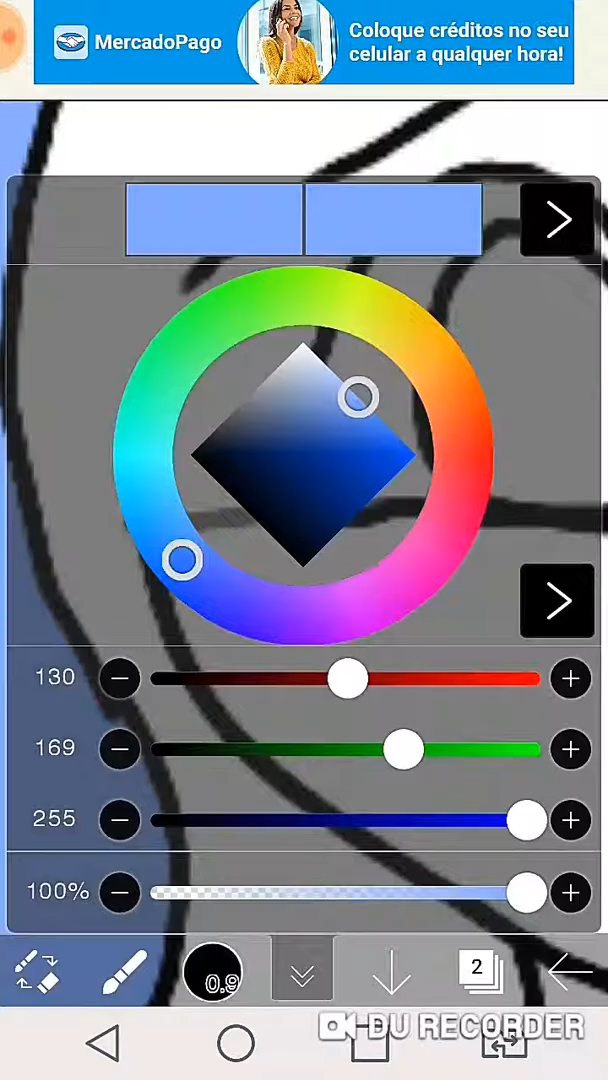 MercadoPago
Coloque créditos no seu
celular a qualquer hora!
130
169
255
100%
0.9
2
DU RECORDER